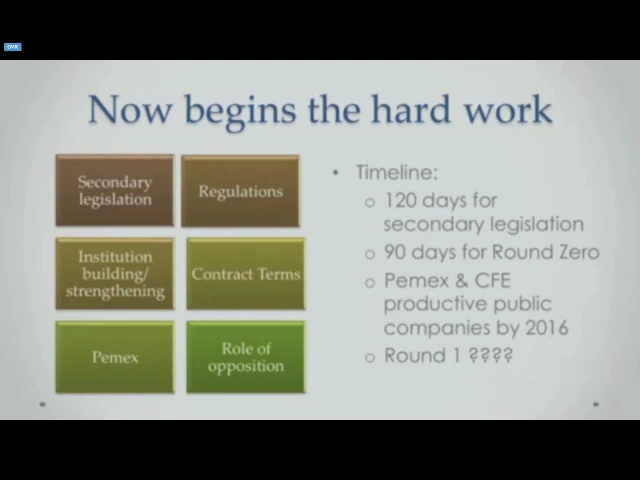 Now begins the hard work
Secondary
legislation
Regulations
Institution
building/
strengthening
Contract Terms
Pemex
Role of
opposition
• Timeline:
o 120 days for
secondary legislation
o 90 days for Round Zero
o Pemex & CFE
productive public
companies by 2016
o Round 1 ????